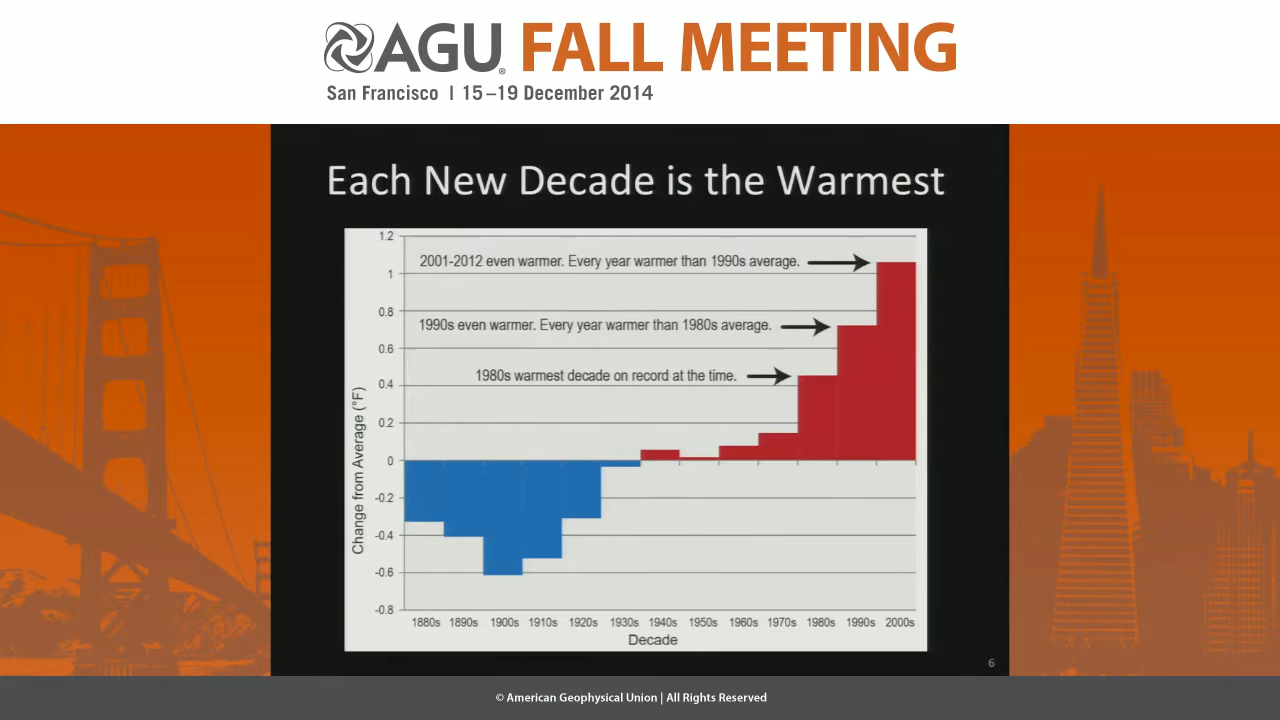 AGU® FALL MEETING
San Francisco | 15–19 December 2014
Each New Decade is the Warmest
1.2
2001-2012 even warmer. Every year warmer than 1990s average.
1
0.8
1990s even warmer. Every year warmer than 1980s average.
0.6
1980s warmest decade on record at the time.
0.4
0.2
0
-0.2
-0.4
-0.6
-0.8
Change from Average (°F)
1880s 1890s 1900s 1910s 1920s 1930s 1940s 1950s 1960s 1970s 1980s 1990s 2000s
Decade
6
© American Geophysical Union | All Rights Reserved